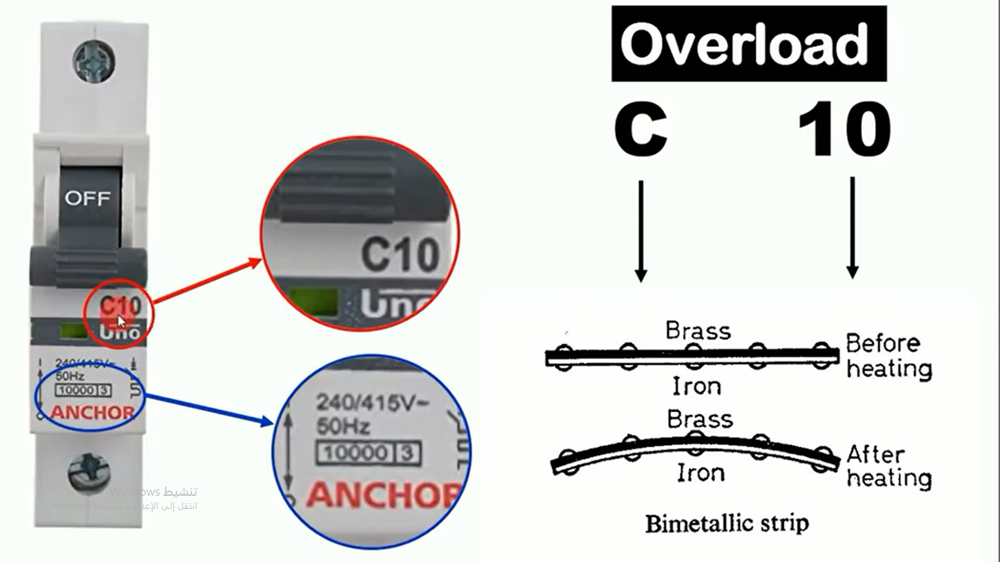 OFF
C10
Uno
240/415V~
50Hz
10000 3
ANCHOR
C10
Uno
240/415V~
50Hz
10000 3
ANCHOR
Overload
C 10
Brass
Before
heating
Iron
Brass
After
heating
Iron
Bimetallic strip
تنشيط Windows
انتقل إلى الإعدادات لتنشيط Windows